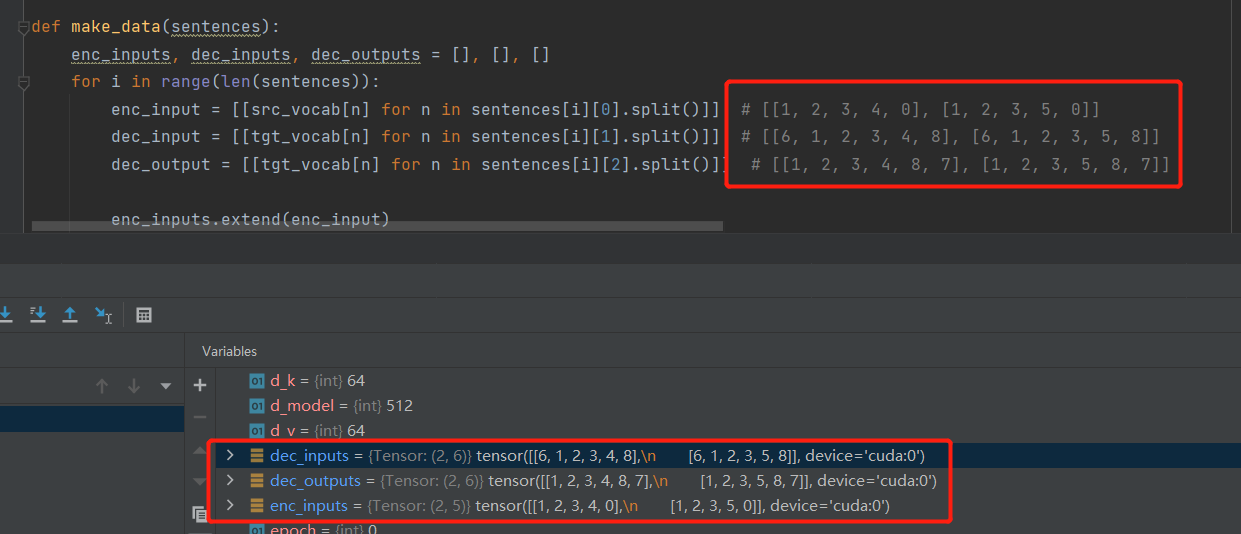 def make_data(sentences):
enc_inputs, dec_inputs, dec_outputs = [], [], []
for i in range(len(sentences)):
enc_input = [[src_vocab[n] for n in sentences[i][0].split()]] # [[1, 2, 3, 4, 0], [1, 2, 3, 5, 0]]
dec_input = [[tgt_vocab[n] for n in sentences[i][1].split()]] # [[6, 1, 2, 3, 4, 8], [6, 1, 2, 3, 5, 8]]
dec_output = [[tgt_vocab[n] for n in sentences[i][2].split()]] # [[1, 2, 3, 4, 8, 7], [1, 2, 3, 5, 8, 7]]
enc_inputs.extend(enc_input)
Variables
01 d_k = {int} 64
01 d_model = {int} 512
01 d_v = {int} 64
dec_inputs = {Tensor: (2, 6)} tensor([[6, 1, 2, 3, 4, 8],\n [6, 1, 2, 3, 5, 8]], device='cuda:0')
dec_outputs = {Tensor: (2, 6)} tensor([[1, 2, 3, 4, 8, 7],\n [1, 2, 3, 5, 8, 7]], device='cuda:0')
enc_inputs = {Tensor: (2, 5)} tensor([[1, 2, 3, 4, 0],\n [1, 2, 3, 5, 0]], device='cuda:0')
01 epoch = {int} 0